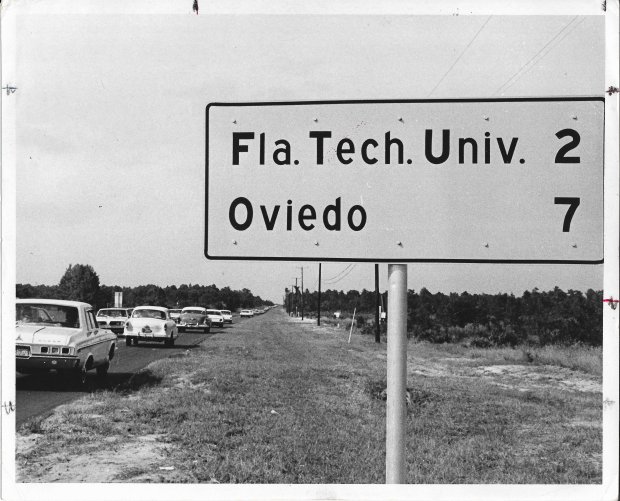 Fla. Tech. Univ. 2
Oviedo 7